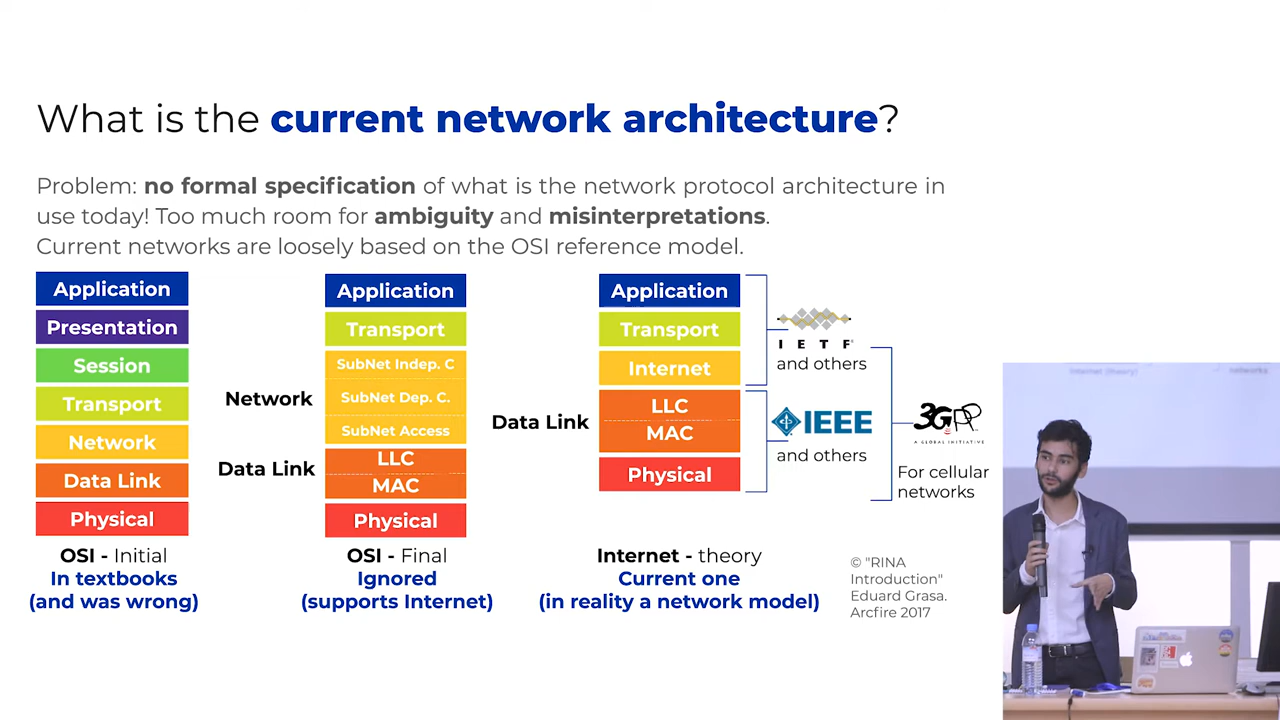 What is the current network architecture?
Problem: no formal specification of what is the network protocol architecture in
use today! Too much room for ambiguity and misinterpretations.
Current networks are loosely based on the OSI reference model.
Application
Presentation
Session
Transport
Network
Data Link
Physical
OSI - Initial
In textbooks
(and was wrong)
Network
Data Link
Application
Transport
SubNet Indep. C
SubNet Dep. C.
SubNet Access
LLC
MAC
Physical
OSI - Final
Ignored
(supports Internet)
Data Link
Application
Transport
Internet
LLC
MAC
Physical
Internet - theory
Current one
(in reality a network model)
I E T F
and others
IEEE
and others
3GPP
A GLOBAL INITIATIVE
For cellular
networks
© "RINA
Introduction"
Eduard Grasa.
Arcfire 2017
Internet (theory)
networks